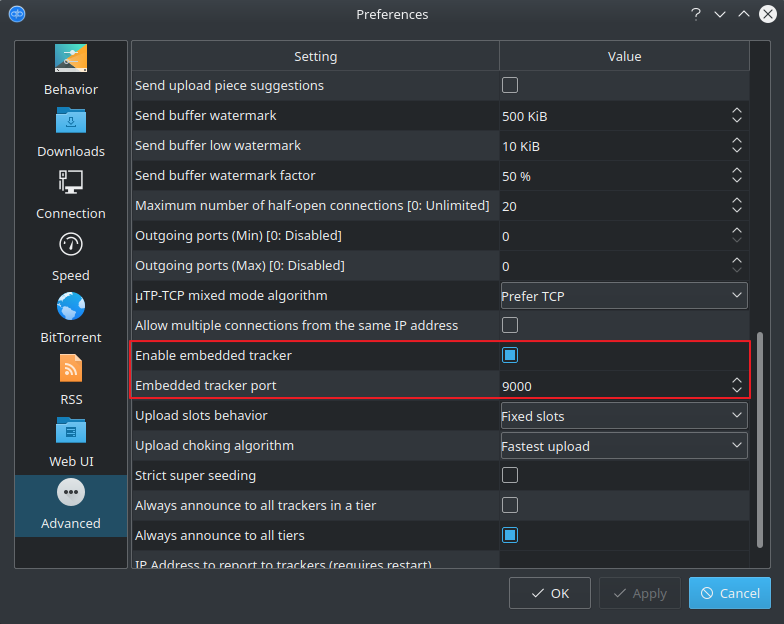 Preferences
Behavior
Downloads
Connection
Speed
BitTorrent
RSS
Web UI
Advanced
Setting Value
Send upload piece suggestions
Send buffer watermark 500 KiB
Send buffer low watermark 10 KiB
Send buffer watermark factor 50 %
Maximum number of half-open connections [0: Unlimited] 20
Outgoing ports (Min) [0: Disabled] 0
Outgoing ports (Max) [0: Disabled] 0
μTP-TCP mixed mode algorithm Prefer TCP
Allow multiple connections from the same IP address
Enable embedded tracker
Embedded tracker port 9000
Upload slots behavior Fixed slots
Upload choking algorithm Fastest upload
Strict super seeding
Always announce to all trackers in a tier
Always announce to all tiers
IP Address to report to trackers (requires restart)
OK Apply Cancel